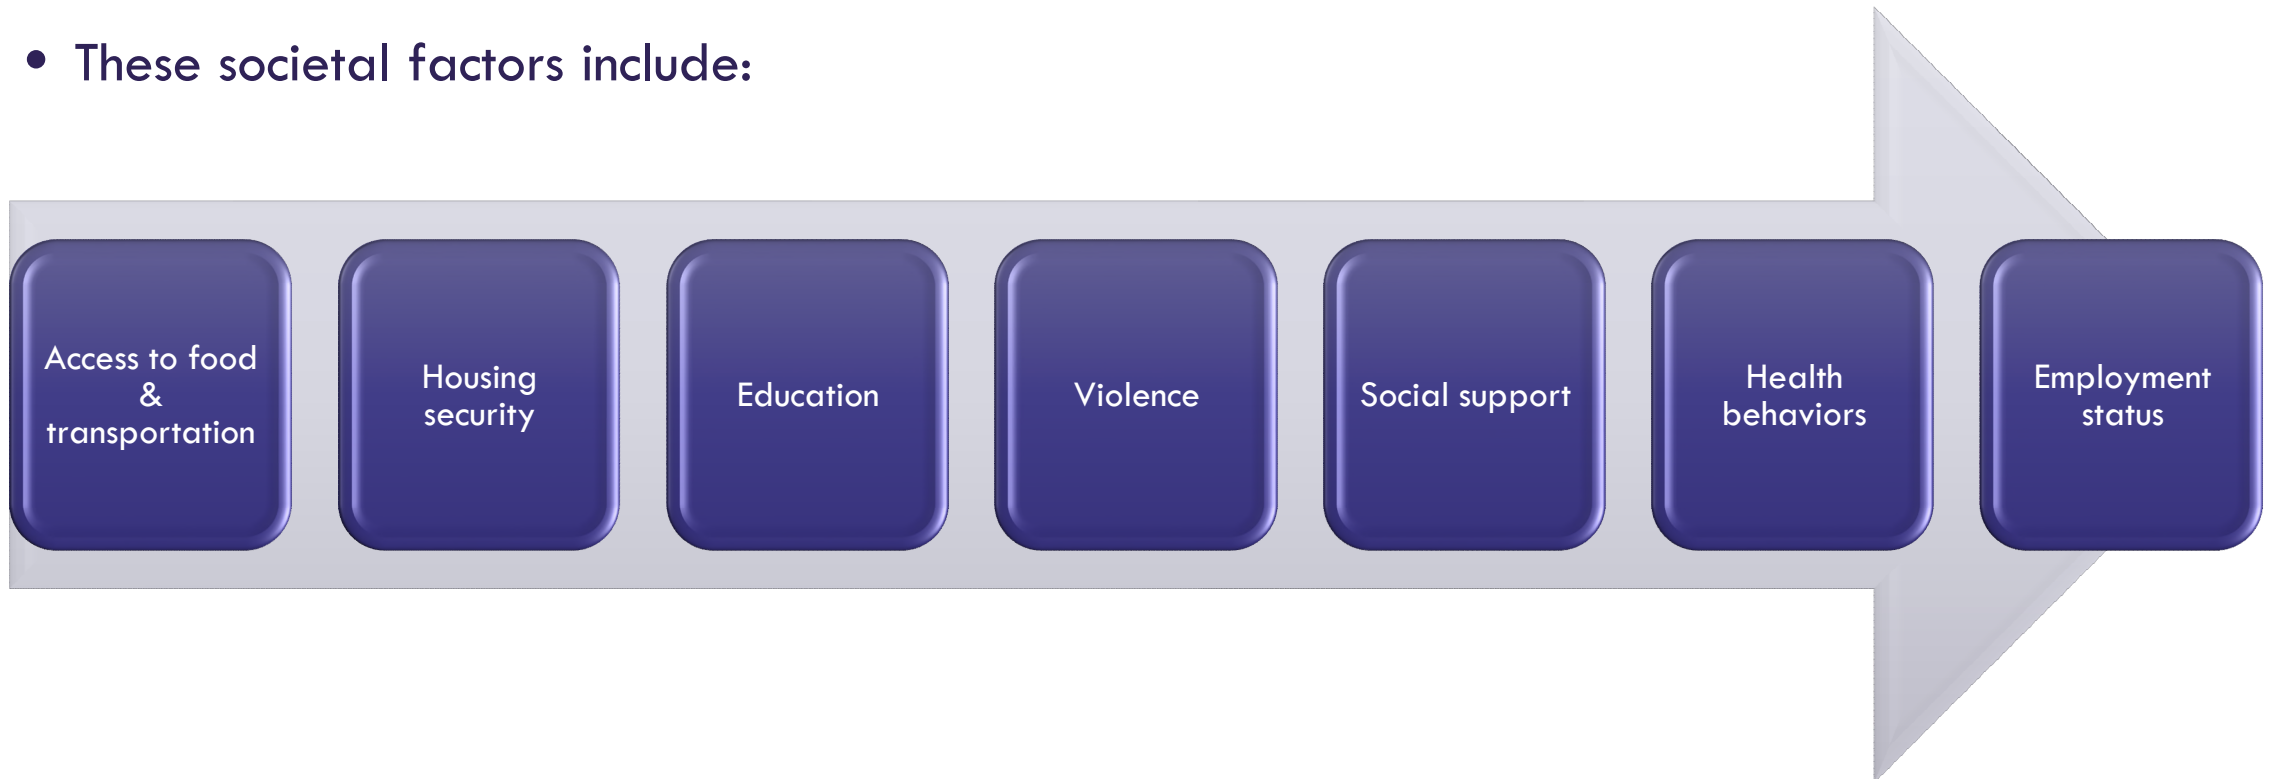 • These societal factors include:
Access to food
&
transportation
Housing
security
Education
Violence
Social support
Health
behaviors
Employment
status